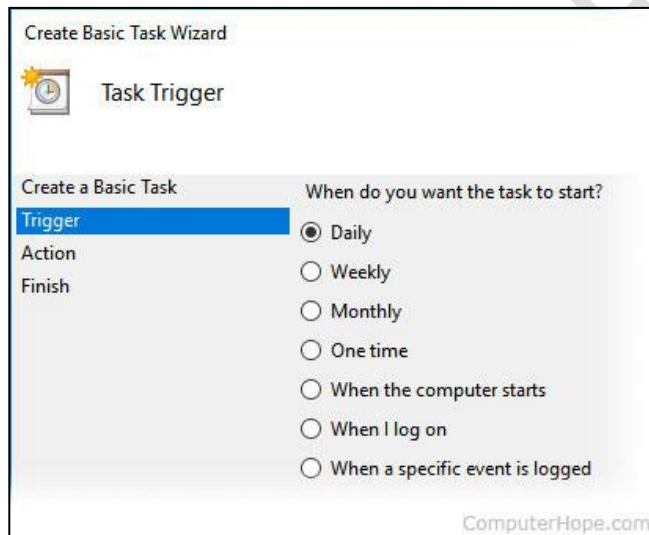 Create Basic Task Wizard
Task Trigger
Create a Basic Task
Trigger
Action
Finish
When do you want the task to start?
Daily
Weekly
Monthly
One time
When the computer starts
When I log on
When a specific event is logged
ComputerHope.com